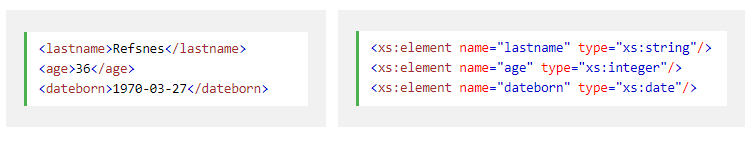 <lastname>Refsnes</lastname>
<age>36</age>
<dateborn>1970-03-27</dateborn>
<xs:element name="lastname" type="xs:string"/>
<xs:element name="age" type="xs:integer"/>
<xs:element name="dateborn" type="xs:date"/>